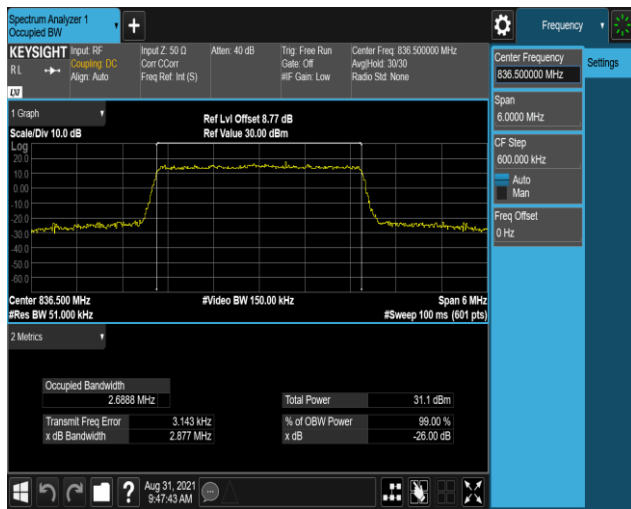 Spectrum Analyzer 1
Occupied BW
+
Frequency
KEYSIGHT
RL
Input: RF
Coupling: DC
Align: Auto
Input Z: 50 Ω
Corr CCorr
Freq Ref: Int (S)
Atten: 40 dB
Trig: Free Run
Gate: Off
#IF Gain: Low
Center Freq: 836.500000 MHz
Avg|Hold: 30/30
Radio Std: None
LXI
Center Frequency
836.500000 MHz
Settings
Span
6.0000 MHz
CF Step
600.000 kHz
Auto
Man
Freq Offset
0 Hz
1 Graph
Scale/Div 10.0 dB
Ref Lvl Offset 8.77 dB
Ref Value 30.00 dBm
Log
20.0
10.0
0.00
-10.0
-20.0
-30.0
-40.0
-50.0
-60.0
Center 836.500 MHz
#Video BW 150.00 kHz
Span 6 MHz
#Res BW 51.000 kHz
#Sweep 100 ms (601 pts)
2 Metrics
Occupied Bandwidth
2.6888 MHz
Total Power 31.1 dBm
Transmit Freq Error 3.143 kHz
% of OBW Power 99.00 %
x dB Bandwidth 2.877 MHz
x dB -26.00 dB
?
Aug 31, 2021
9:47:43 AM